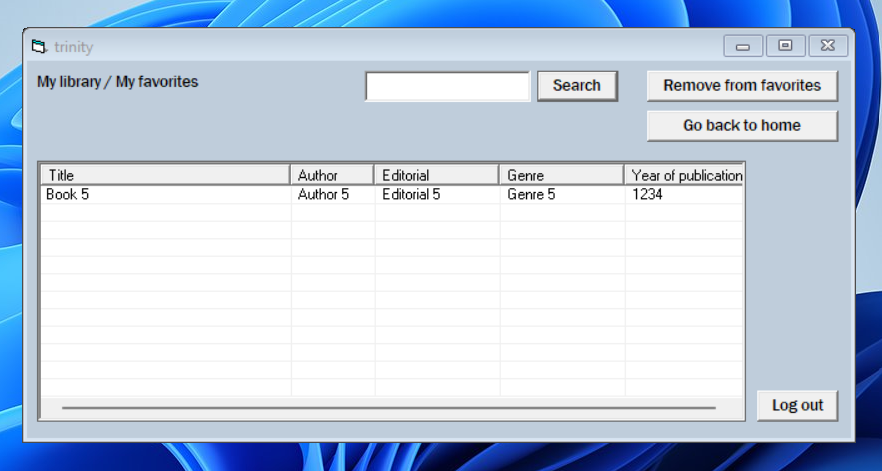 trinity
My library / My favorites
Search
Remove from favorites
Go back to home
Title Author Editorial Genre Year of publication
Book 5 Author 5 Editorial 5 Genre 5 1234
Log out